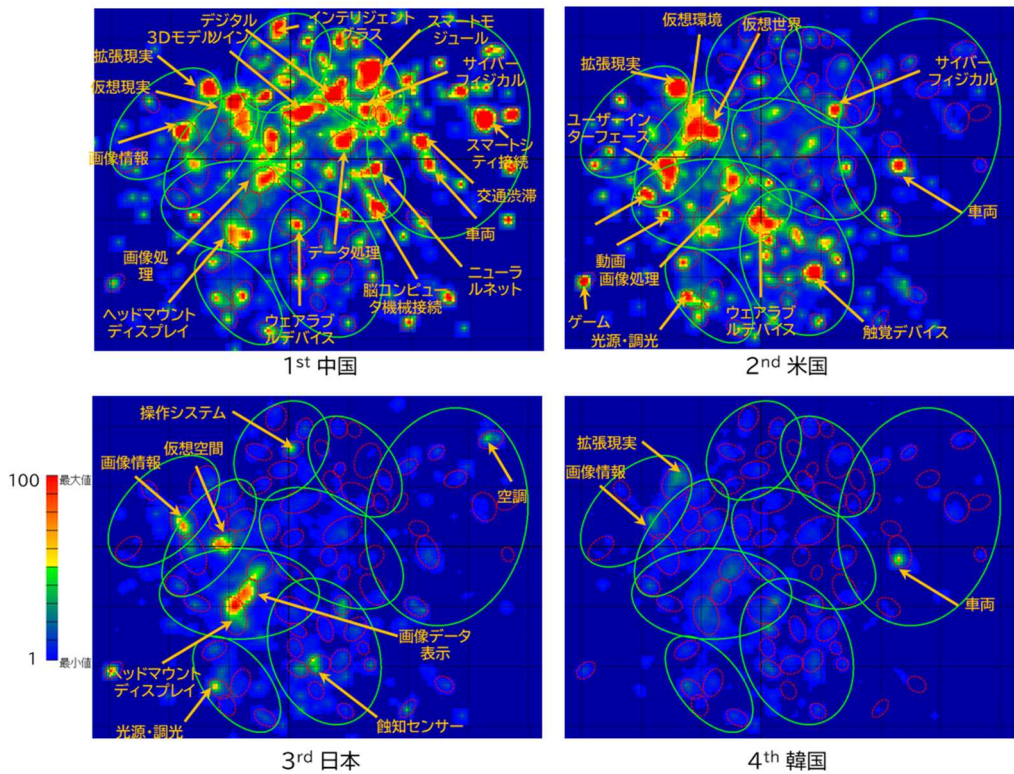 デジタル
ツイン
3Dモデル
インテリジェント
グラス
スマートモ
ジュール
拡張現実
サイバー
フィジカル
仮想現実
画像情報
スマートシ
ティ接続
交通渋滞
車両
画像処
理
データ処理
ニューラ
ルネット
ヘッドマウント
ディスプレイ
ウェアラブ
ルデバイス
脳コンピュー
タ機械接続
1st 中国
仮想環境
仮想世界
拡張現実
サイバー
フィジカル
ユーザーイン
ターフェース
車両
動画
画像処理
ゲーム
光源・調光
ウェアラブ
ルデバイス
触覚デバイス
2nd 米国
操作システム
仮想空間
画像情報
空調
100
最大値
1
最小値
画像データ
表示
ヘッドマウント
ディスプレイ
光源・調光
蝕知センサー
3rd 日本
拡張現実
画像情報
車両
4th 韓国